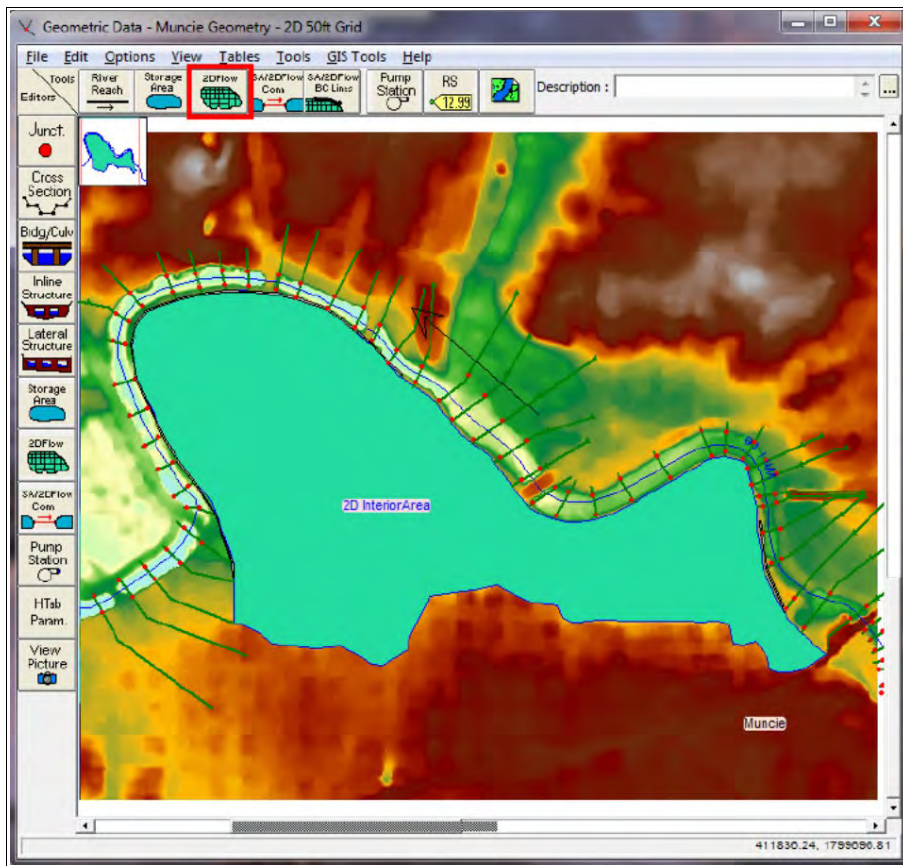 Geometric Data - Muncie Geometry - 2D 50ft Grid
File Edit Options View Tables Tools GIS Tools Help
Tools
Editors
River
Reach
Storage
Area
2DFlow
SA/2DFlow
Conn
SA/2DFlow
BC Lines
Pump
Station
RS
12.99
Description :
...
Junct.
Cross
Section
Brdg/Culv
Inline
Structure
Lateral
Structure
Storage
Area
2DFlow
SA/2DFlow
Conn
Pump
Station
HTab
Param.
View
Picture
2D InteriorArea
Muncie
411830.24, 1799096.81